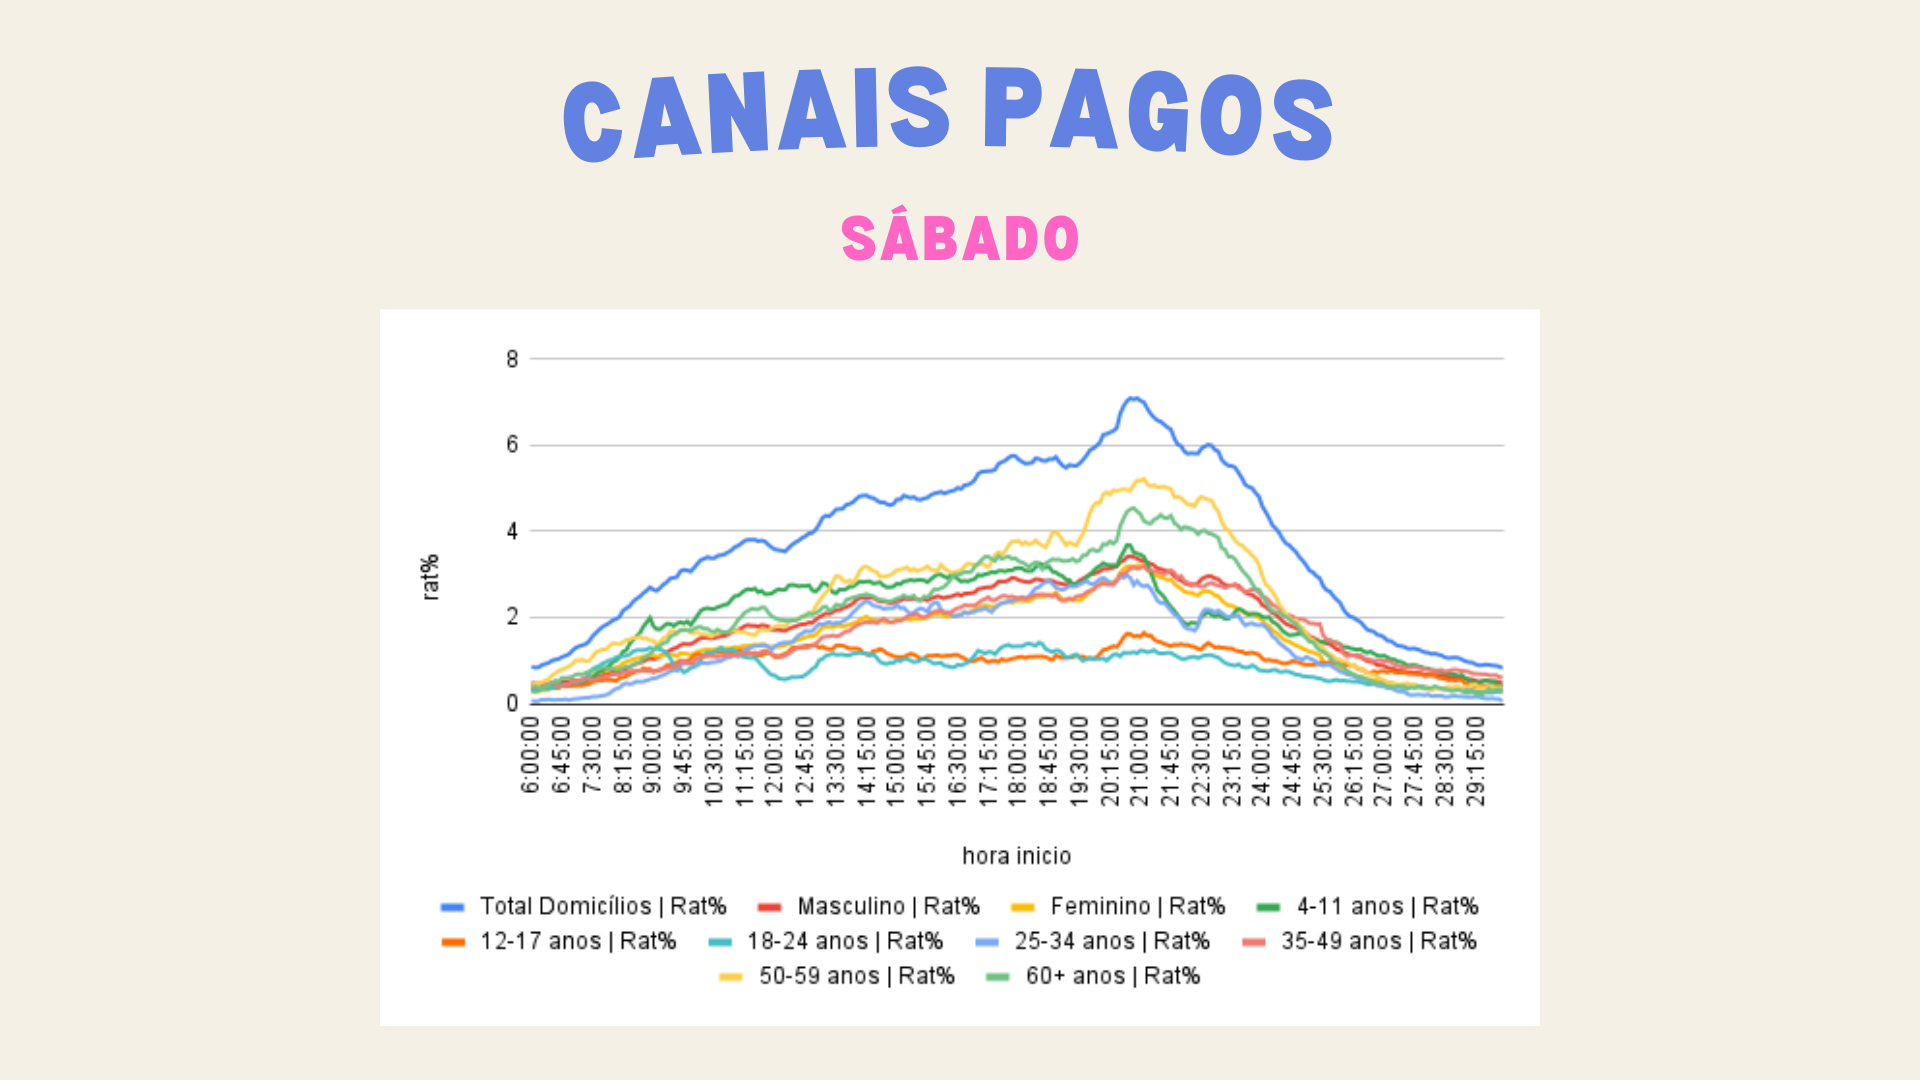 CANAIS PAGOS
SÁBADO
8
6
4
2
0
rat%
6:00:00 6:45:00 7:30:00 8:15:00 9:00:00 9:45:00 10:30:00 11:15:00 12:00:00 12:45:00 13:30:00 14:15:00 15:00:00 15:45:00 16:30:00 17:15:00 18:00:00 18:45:00 19:30:00 20:15:00 21:00:00 21:45:00 22:30:00 23:15:00 24:00:00 24:45:00 25:30:00 26:15:00 27:00:00 27:45:00 28:30:00 29:15:00
hora inicio
Total Domicílios | Rat% Masculino | Rat% Feminino | Rat% 4-11 anos | Rat%
12-17 anos | Rat% 18-24 anos | Rat% 25-34 anos | Rat% 35-49 anos | Rat%
50-59 anos | Rat% 60+ anos | Rat%